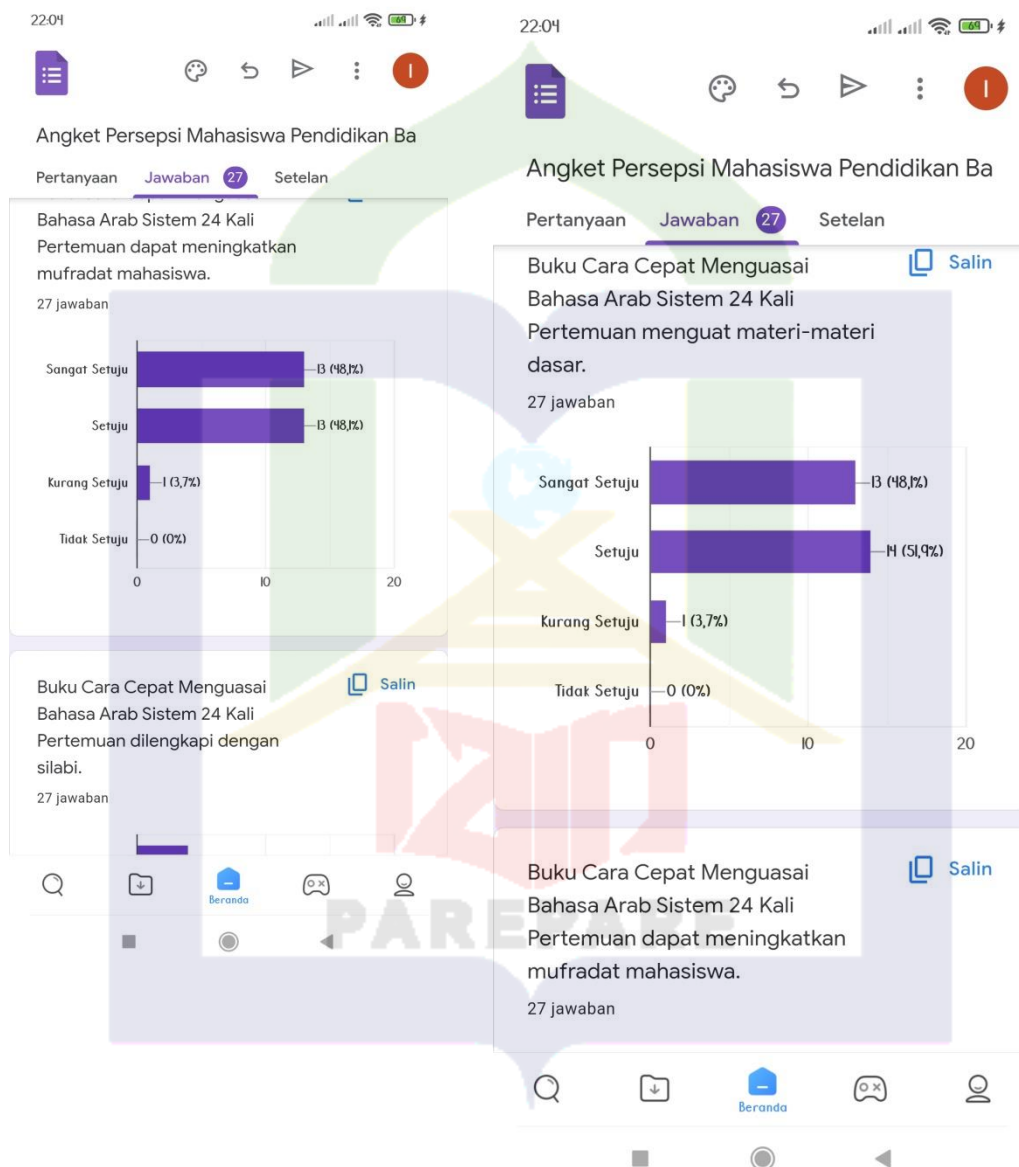 22:04
69
I
Angket Persepsi Mahasiswa Pendidikan Ba
Pertanyaan Jawaban 27 Setelan
Bahasa Arab Sistem 24 Kali
Pertemuan dapat meningkatkan
mufradat mahasiswa.
27 jawaban
Sangat Setuju 13 (48,1%)
Setuju 13 (48,1%)
Kurang Setuju 1 (3,7%)
Tidak Setuju 0 (0%)
0 10 20
Buku Cara Cepat Menguasai Salin
Bahasa Arab Sistem 24 Kali
Pertemuan dilengkapi dengan
silabi.
27 jawaban
Beranda
22:04
69
I
Angket Persepsi Mahasiswa Pendidikan Ba
Pertanyaan Jawaban 27 Setelan
Buku Cara Cepat Menguasai Salin
Bahasa Arab Sistem 24 Kali
Pertemuan menguat materi-materi
dasar.
27 jawaban
Sangat Setuju 13 (48,1%)
Setuju 14 (51,9%)
Kurang Setuju 1 (3,7%)
Tidak Setuju 0 (0%)
0 10 20
Buku Cara Cepat Menguasai Salin
Bahasa Arab Sistem 24 Kali
Pertemuan dapat meningkatkan
mufradat mahasiswa.
27 jawaban
Beranda
PAREPARE